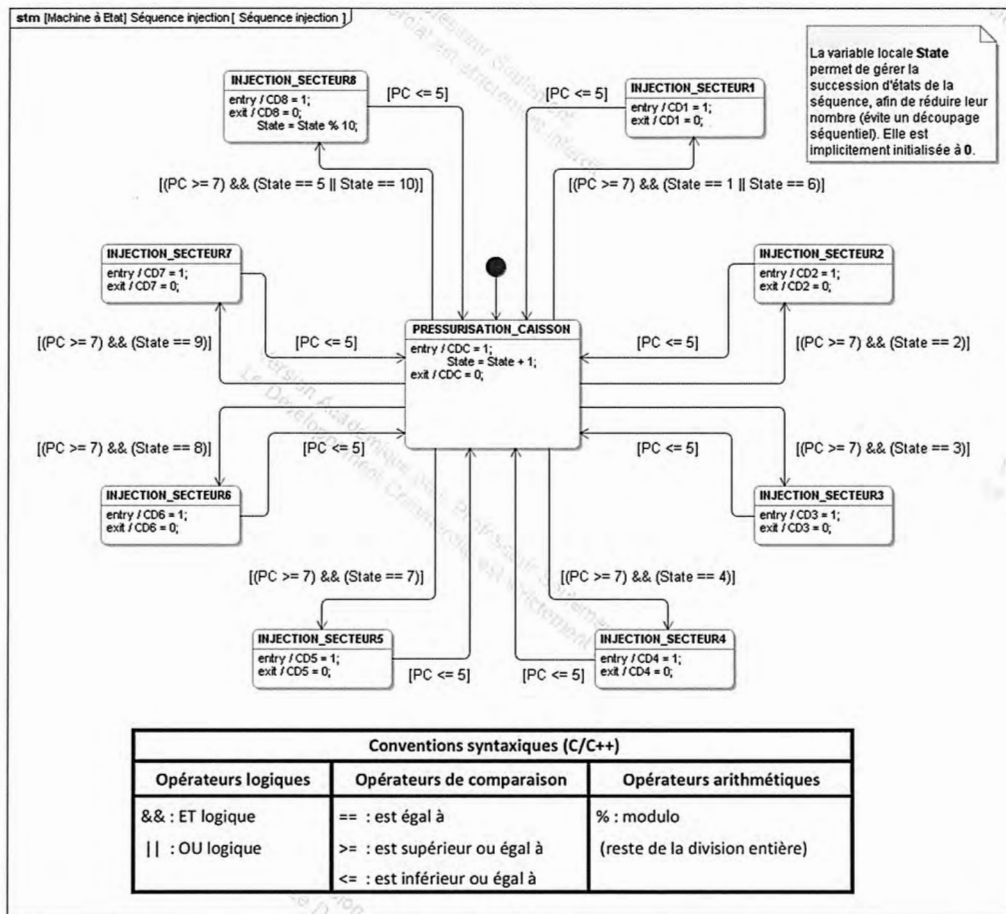 stm [Machine à Etat] Séquence injection [ Séquence injection ]
La variable locale State
permet de gérer la
succession d'états de la
séquence, afin de réduire leur
nombre (évite un découpage
séquentiel). Elle est
implicitement initialisée à 0.
INJECTION_SECTEUR8
entry / CD8 = 1;
exit / CD8 = 0;
State = State % 10;
[PC <= 5]
[PC <= 5]
INJECTION_SECTEUR1
entry / CD1 = 1;
exit / CD1 = 0;
[(PC >= 7) && (State == 5 || State == 10)]
[(PC >= 7) && (State == 1 || State == 6)]
INJECTION_SECTEUR7
entry / CD7 = 1;
exit / CD7 = 0;
INJECTION_SECTEUR2
entry / CD2 = 1;
exit / CD2 = 0;
[(PC >= 7) && (State == 9)]
[PC <= 5]
PRESSURISATION_CAISSON
entry / CDC = 1;
State = State + 1;
exit / CDC = 0;
[PC <= 5]
[(PC >= 7) && (State == 2)]
[(PC >= 7) && (State == 8)]
[PC <= 5]
[PC <= 5]
[(PC >= 7) && (State == 3)]
INJECTION_SECTEUR6
entry / CD6 = 1;
exit / CD6 = 0;
INJECTION_SECTEUR3
entry / CD3 = 1;
exit / CD3 = 0;
[(PC >= 7) && (State == 7)]
[(PC >= 7) && (State == 4)]
INJECTION_SECTEUR5
entry / CD5 = 1;
exit / CD5 = 0;
[PC <= 5]
[PC <= 5]
INJECTION_SECTEUR4
entry / CD4 = 1;
exit / CD4 = 0;
Conventions syntaxiques (C/C++)
Opérateurs logiques
Opérateurs de comparaison
Opérateurs arithmétiques
&& : ET logique
|| : OU logique
== : est égal à
>= : est supérieur ou égal à
<= : est inférieur ou égal à
% : modulo
(reste de la division entière)